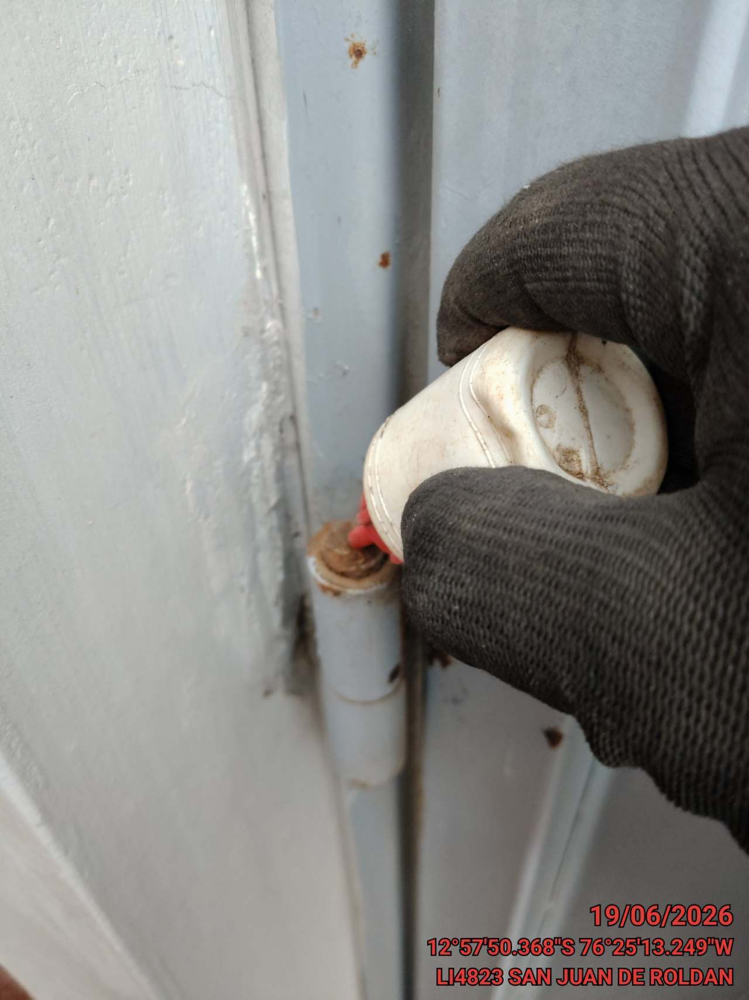 19/06/2026
12°57'50.368"S 76°25'13.249"W
LI4823 SAN JUAN DE ROLDAN